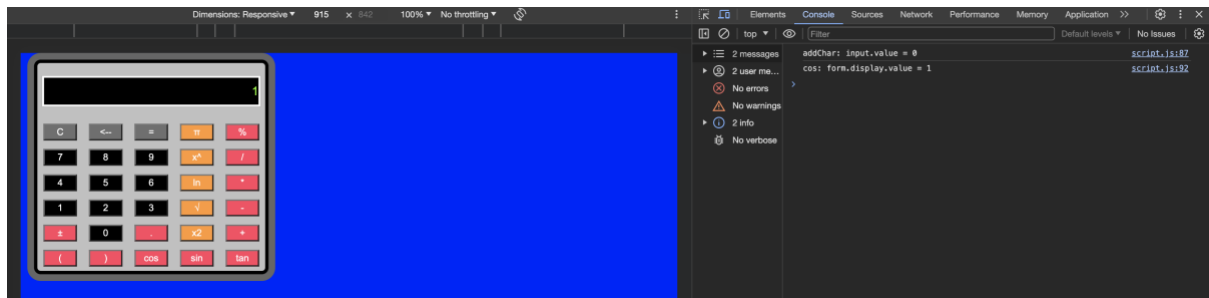 Dimensions: Responsive ▼ 915 × 842 100% ▼ No throttling ▼
Elements Console Sources Network Performance Memory Application >>
top ▼ Filter Default levels ▼ No Issues
2 messages
2 user me...
No errors
No warnings
2 info
No verbose
addChar: input.value = 0 script.js:87
cos: form.display.value = 1 script.js:92
>
1
C <-- = π %
7 8 9 x^ /
4 5 6 ln *
1 2 3 √ -
± 0 . x2 +
( ) cos sin tan